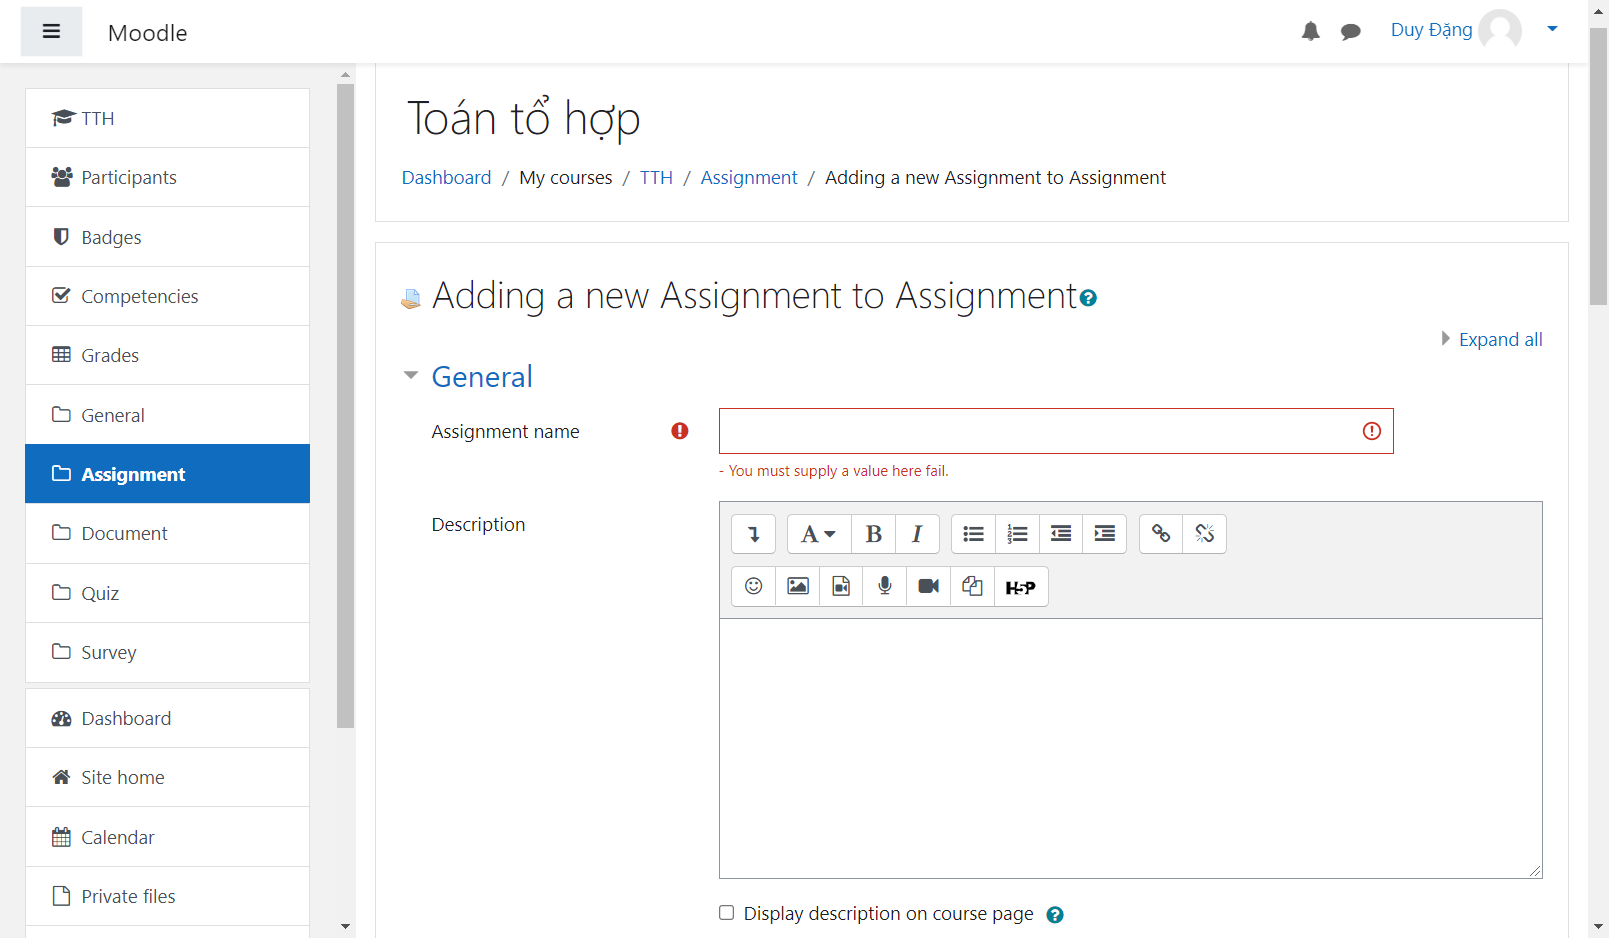 Moodle
Duy Đặng
TTH
Participants
Badges
Competencies
Grades
General
Assignment
Document
Quiz
Survey
Dashboard
Site home
Calendar
Private files
Toán tổ hợp
Dashboard / My courses / TTH / Assignment / Adding a new Assignment to Assignment
Adding a new Assignment to Assignment
Expand all
General
Assignment name
- You must supply a value here fail.
Description
A B I
H5P
Display description on course page